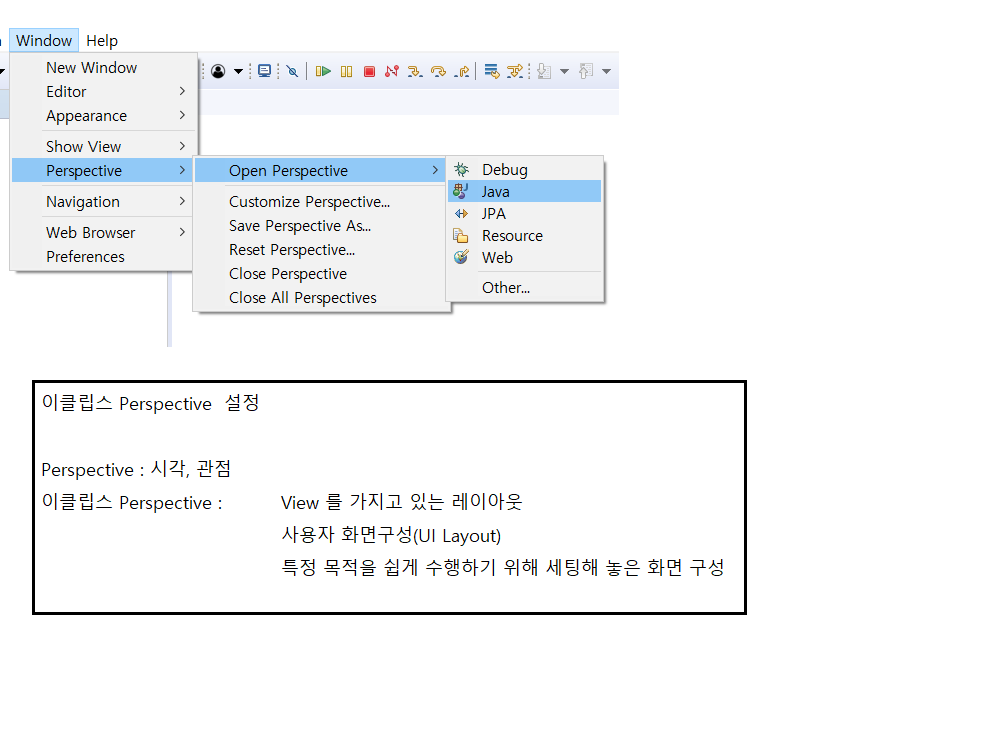 Window Help
New Window
Editor
Appearance
Show View
Perspective
Navigation
Web Browser
Preferences
Open Perspective
Customize Perspective...
Save Perspective As...
Reset Perspective...
Close Perspective
Close All Perspectives
Debug
Java
JPA
Resource
Web
Other...
이클립스 Perspective 설정
Perspective : 시각, 관점
이클립스 Perspective : View 를 가지고 있는 레이아웃
사용자 화면구성(UI Layout)
특정 목적을 쉽게 수행하기 위해 세팅해 놓은 화면 구성